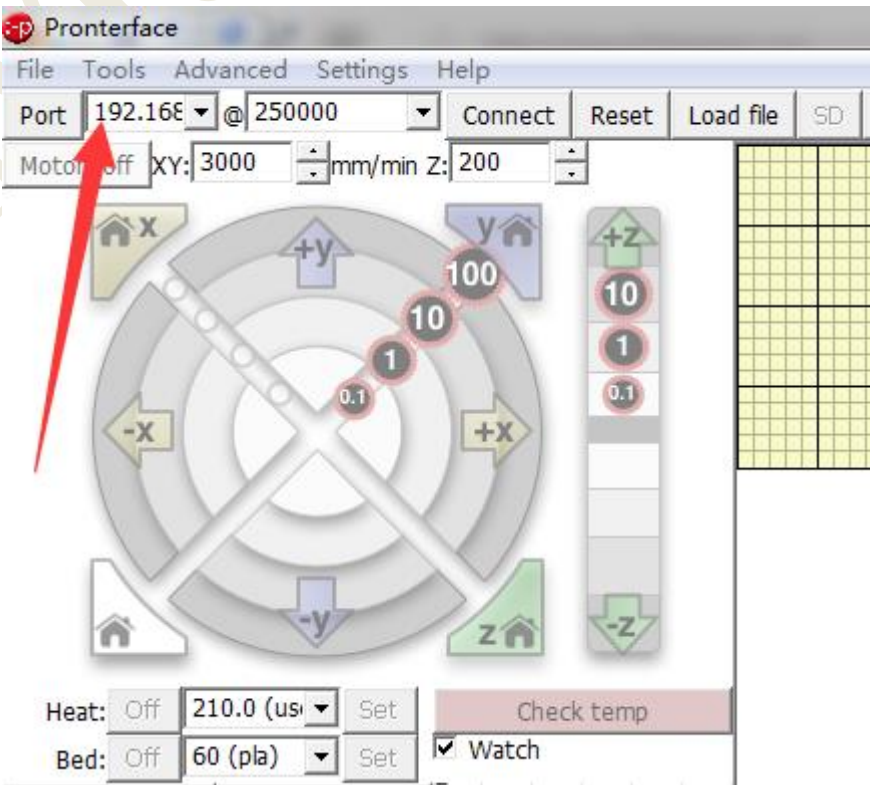 Pronterface
File Tools Advanced Settings Help
Port 192.168 @ 250000 Connect Reset Load file SD
XY: 3000 mm/min Z: 200
x +y y +z
100
10 10
1 1
0.1 0.1
-x +x
-y z -z
Heat: Off 210.0 Set Check temp
Bed: Off 60 (pla) Set Watch